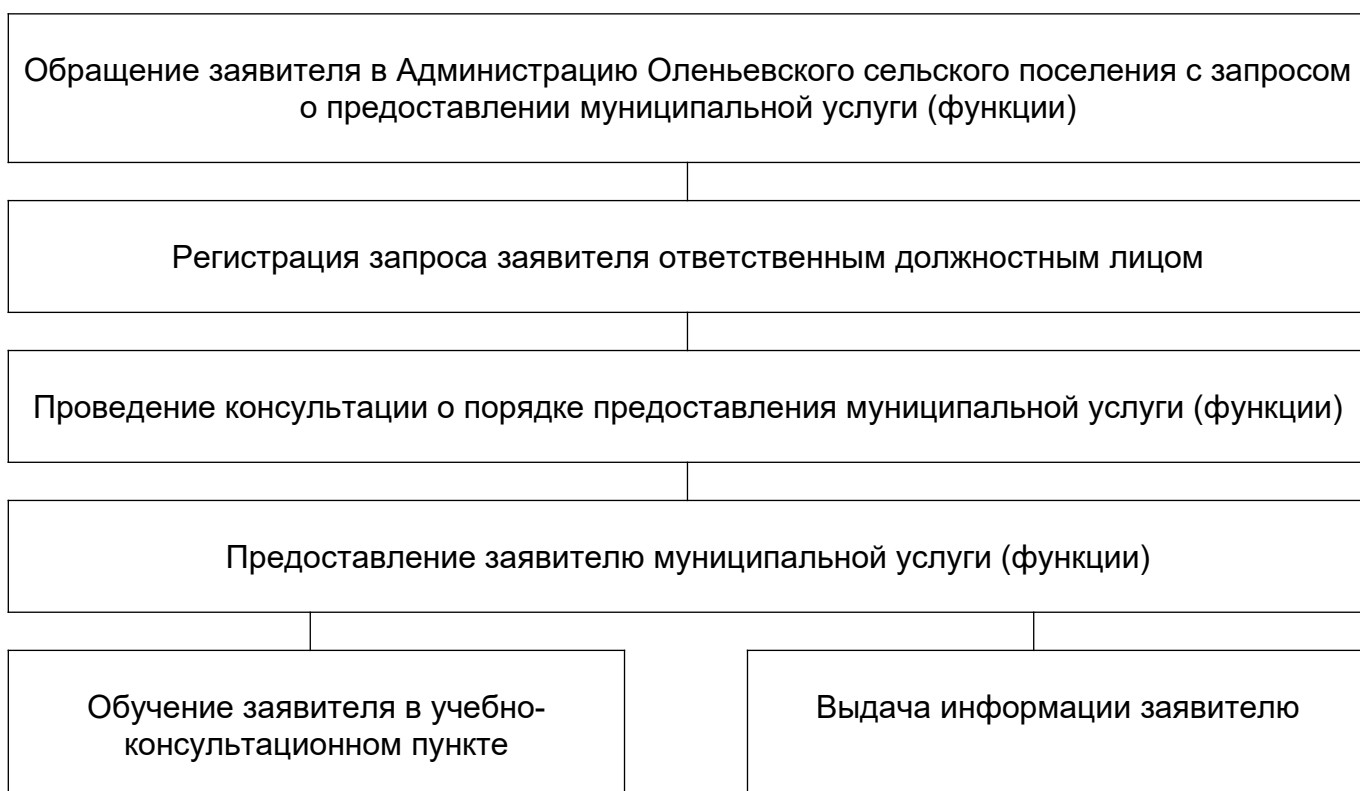 Обращение заявителя в Администрацию Оленьевского сельского поселения с запросом
о предоставлении муниципальной услуги (функции)
Регистрация запроса заявителя ответственным должностным лицом
Проведение консультации о порядке предоставления муниципальной услуги (функции)
Предоставление заявителю муниципальной услуги (функции)
Обучение заявителя в учебно-
консультационном пункте
Выдача информации заявителю